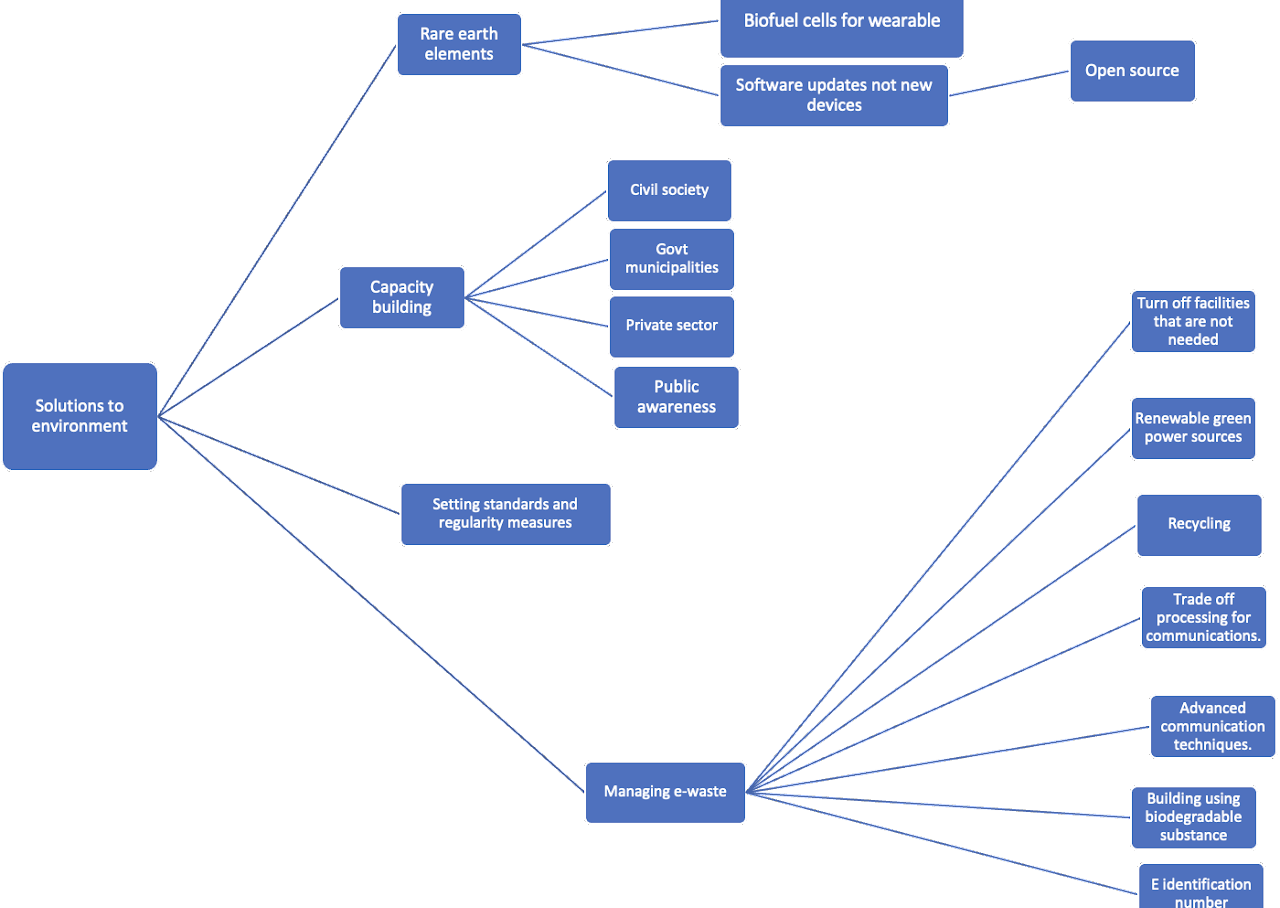 Rare earth
elements
Biofuel cells for wearable
Software updates not new
devices
Open source
Civil society
Govt
municipalities
Capacity
building
Private sector
Public
awareness
Solutions to
environment
Setting standards and
regularity measures
Managing e-waste
Turn off facilities
that are not
needed
Renewable green
power sources
Recycling
Trade off
processing for
communications.
Advanced
communication
techniques.
Building using
biodegradable
substance
E identification
number